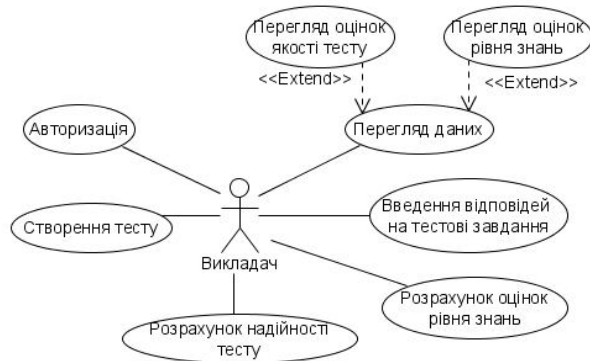 Перегляд оцінок
якості тесту
Перегляд оцінок
рівня знань
<<Extend>>
<<Extend>>
Авторизація
Перегляд даних
Створення тесту
Введення відповідей
на тестові завдання
Викладач
Розрахунок оцінок
рівня знань
Розрахунок надійності
тесту